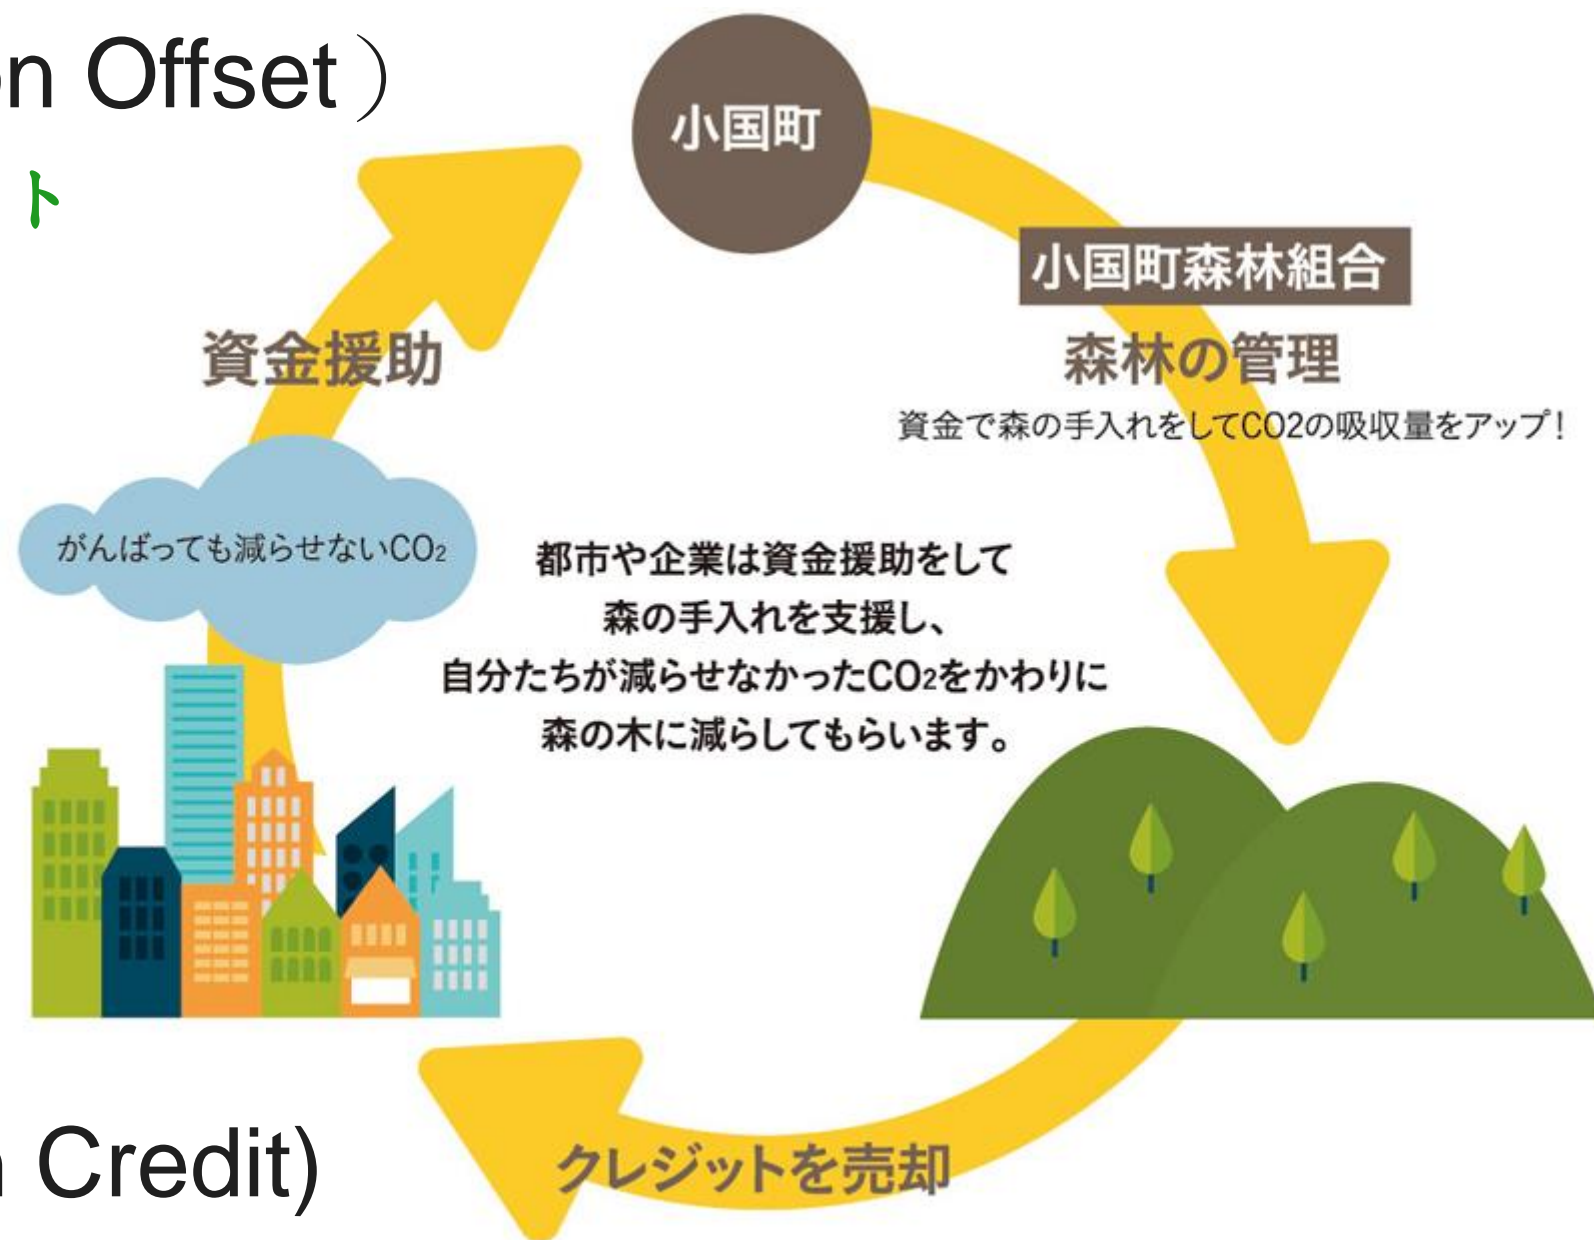 n Offset）
ト
小国町
小国町森林組合
資金援助
森林の管理
資金で森の手入れをしてCO2の吸収量をアップ！
がんばっても減らせないCO₂
都市や企業は資金援助をして
森の手入れを支援し、
自分たちが減らせなかったCO₂をかわりに
森の木に減らしてもらいます。
Credit)
クレジットを売却